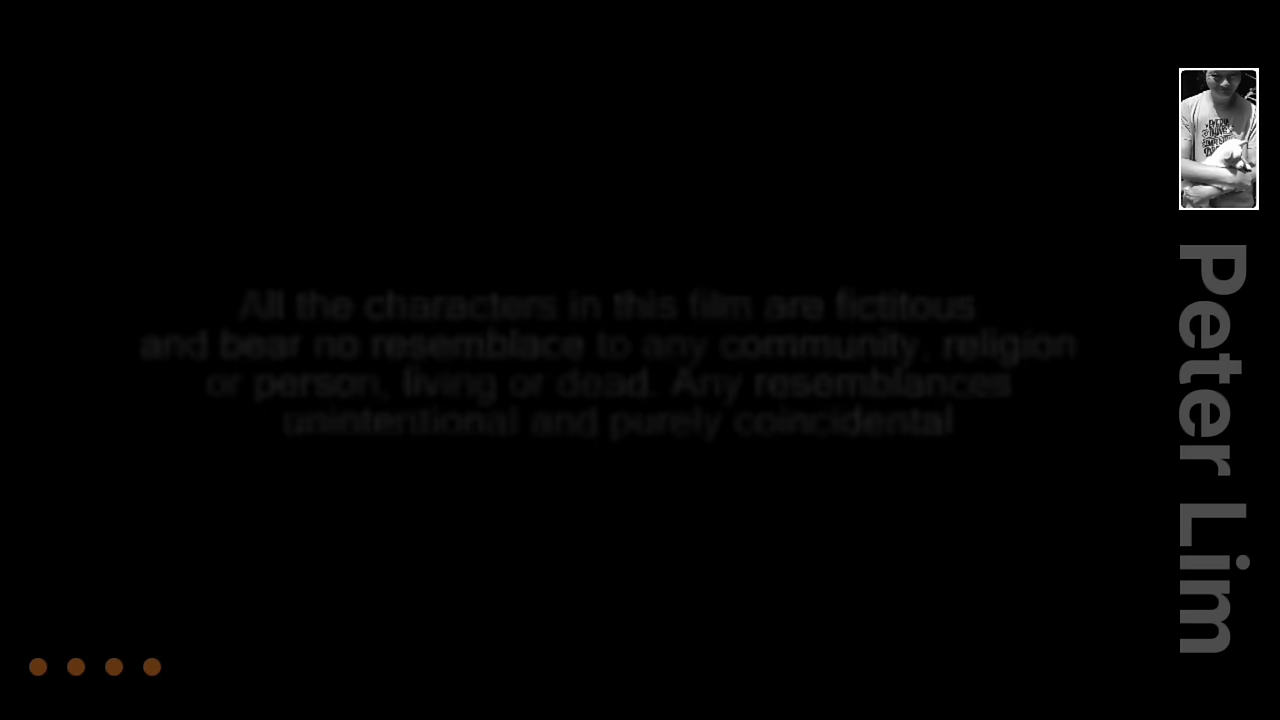 All the characters in this film are fictitous
and bear no resemblace to any community, religion
or person, living or dead. Any resemblances
unintentional and purely coincidental
Peter Lim